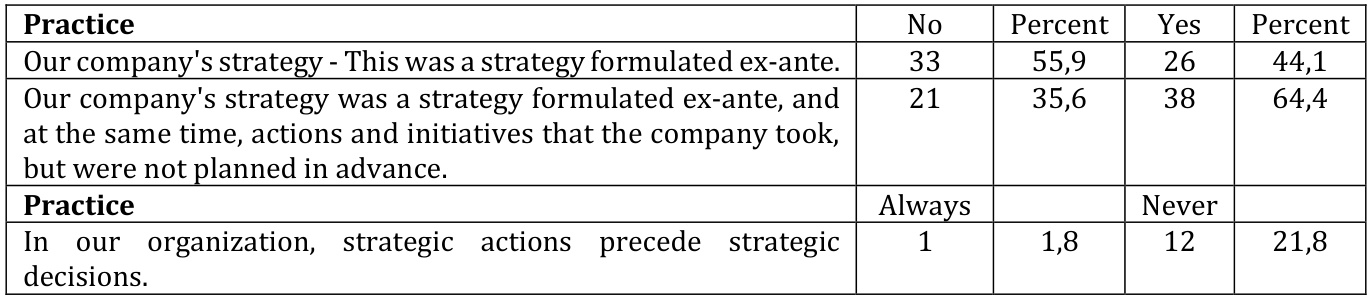 Practice No Percent Yes Percent
Our company's strategy - This was a strategy formulated ex-ante. 33 55,9 26 44,1
Our company's strategy was a strategy formulated ex-ante, and 21 35,6 38 64,4
at the same time, actions and initiatives that the company took,
but were not planned in advance.
Practice Always Never
In our organization, strategic actions precede strategic 1 1,8 12 21,8
decisions.